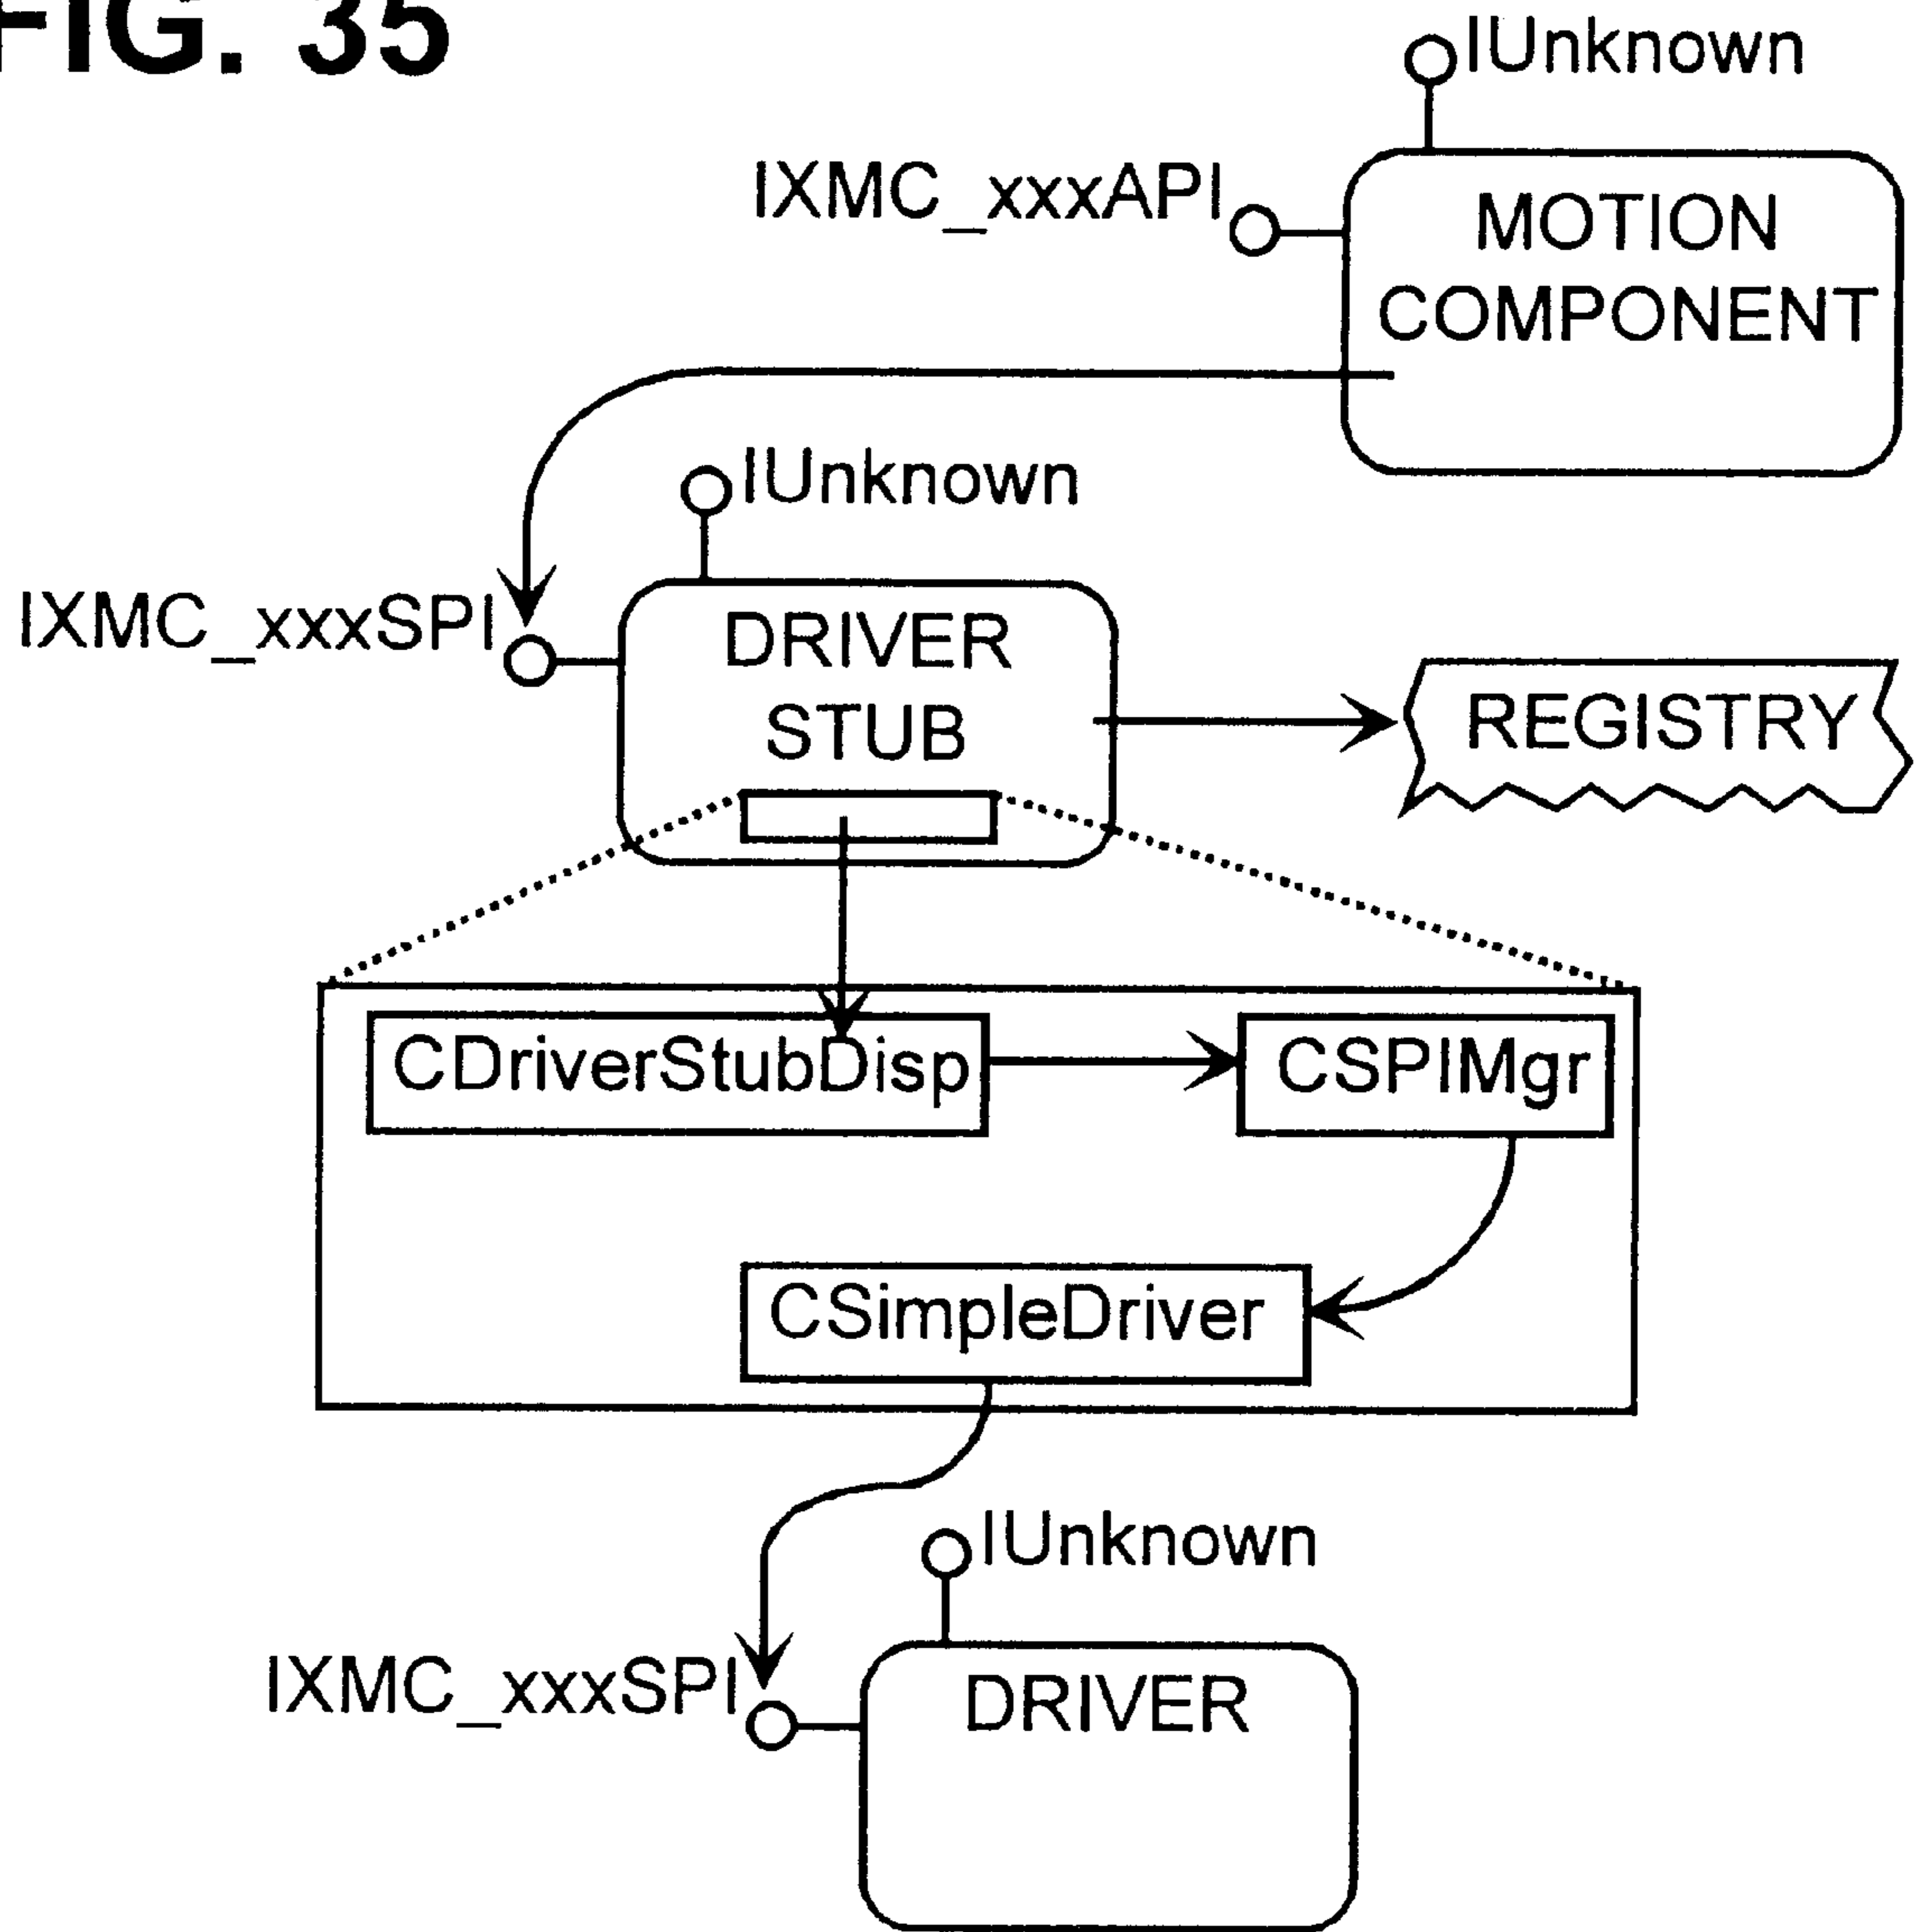 FIG. 35
IUnknown
IXMC_xxxAPI
MOTION
COMPONENT
IUnknown
IXMC_xxxSPI
DRIVER
STUB
REGISTRY
CDriverStubDisp
CSPIMgr
CSimpleDriver
IUnknown
IXMC_xxxSPI
DRIVER